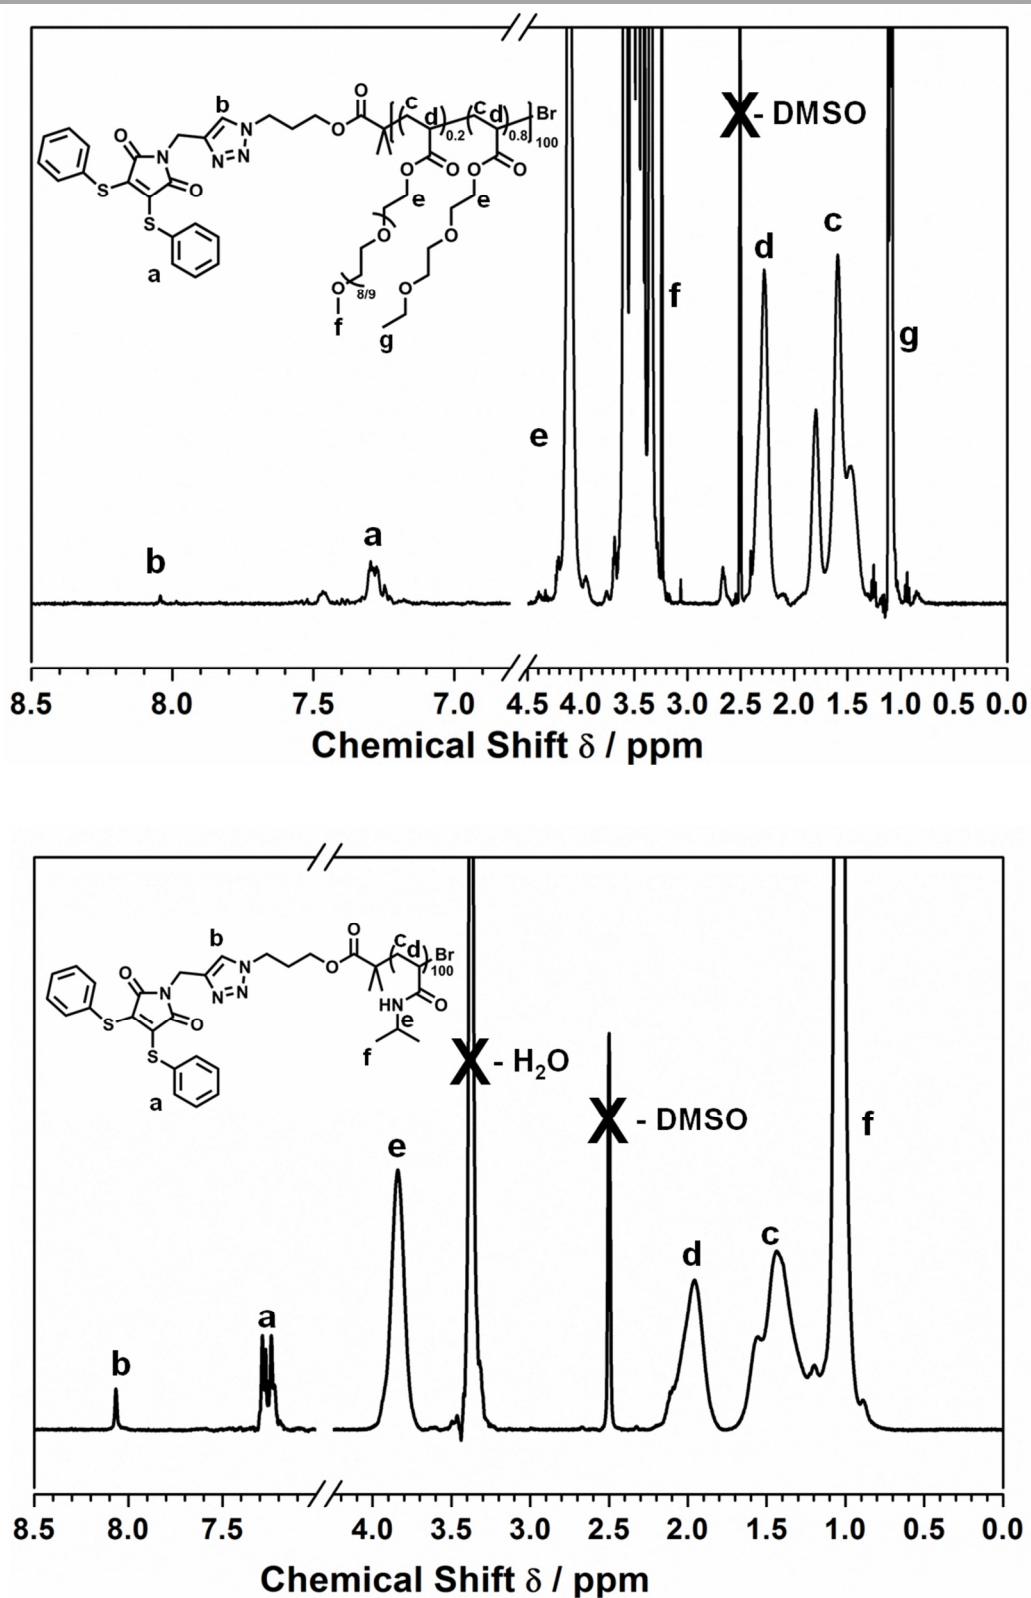 b
O
O
N
N
N=N
O
O
c
d
0.2
c
d
0.8
Br
100
O
O
O
O
e
e
S
S
O
O
O
O
8/9
f
g
a
X - DMSO
d
c
f
g
e
a
b
8.5 8.0 7.5 7.0 4.5 4.0 3.5 3.0 2.5 2.0 1.5 1.0 0.5 0.0
Chemical Shift δ / ppm
b
O
O
N
N
N=N
O
O
c
d
Br
100
HN
O
e
f
S
S
a
X - H₂O
X - DMSO
f
e
d
c
a
b
8.5 8.0 7.5 4.0 3.5 3.0 2.5 2.0 1.5 1.0 0.5 0.0
Chemical Shift δ / ppm